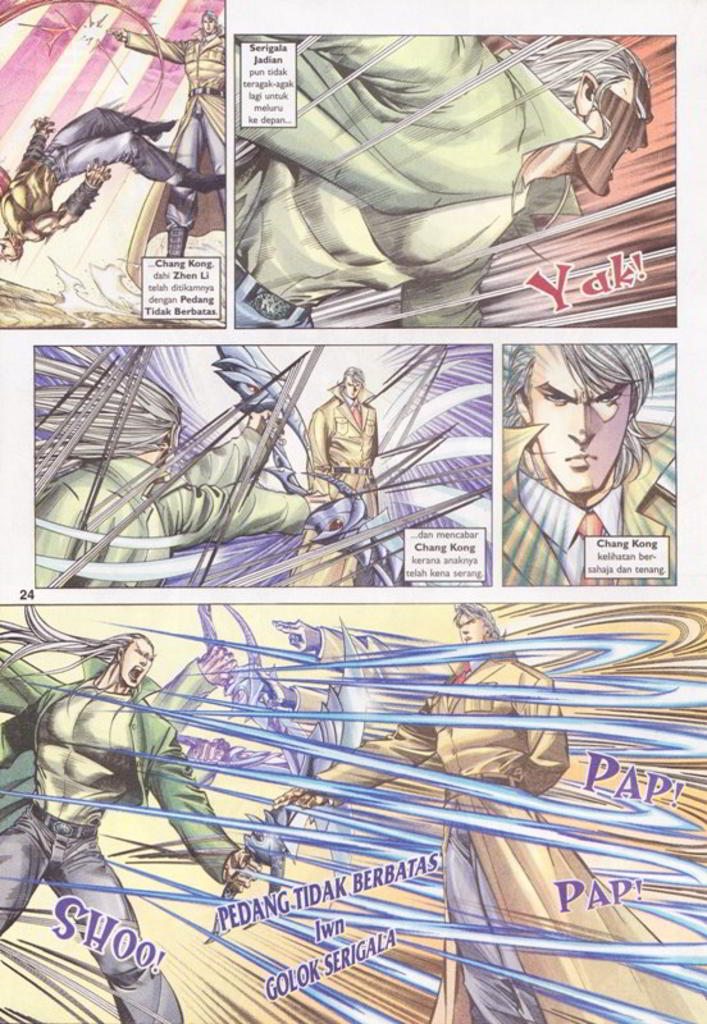 ...Chang Kong,
dahi Zhen Li
telah ditikamnya
dengan Pedang
Tidak Berbatas.
Serigala
Jadian
pun tidak
teragak-agak
lagi untuk
meluru
ke depan...
Yak!
...dan mencabar
Chang Kong
kerana anaknya
telah kena serang.
Chang Kong
kelihatan ber-
sahaja dan tenang.
24
PAP!
PAP!
SHOO!
PEDANG TIDAK BERBATAS
lwn
GOLOK SERIGALA